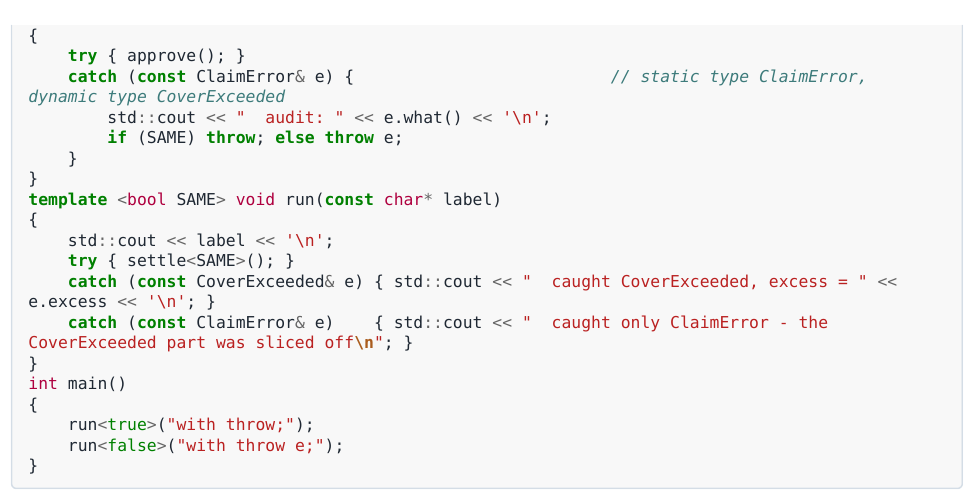 {
    try { approve(); }
    catch (const ClaimError& e) {                          // static type ClaimError,
dynamic type CoverExceeded
        std::cout << "  audit: " << e.what() << '\n';
        if (SAME) throw; else throw e;
    }
}
template <bool SAME> void run(const char* label)
{
    std::cout << label << '\n';
    try { settle<SAME>(); }
    catch (const CoverExceeded& e) { std::cout << "  caught CoverExceeded, excess = " <<
e.excess << '\n'; }
    catch (const ClaimError& e)    { std::cout << "  caught only ClaimError - the
CoverExceeded part was sliced off\n"; }
}
int main()
{
    run<true>("with throw;");
    run<false>("with throw e;");
}